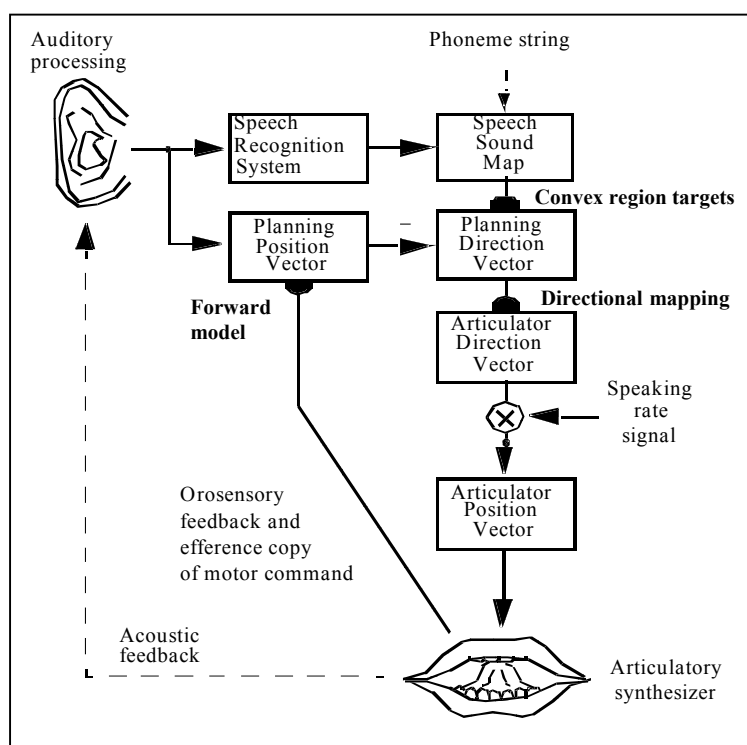 Auditory
processing
Phoneme string
Speech
Recognition
System
Speech
Sound
Map
Convex region targets
Planning
Position
Vector
–
Planning
Direction
Vector
Forward
model
Directional mapping
Articulator
Direction
Vector
Speaking
rate
signal
Articulator
Position
Vector
Orosensory
feedback and
efference copy
of motor command
Acoustic
feedback
Articulatory
synthesizer